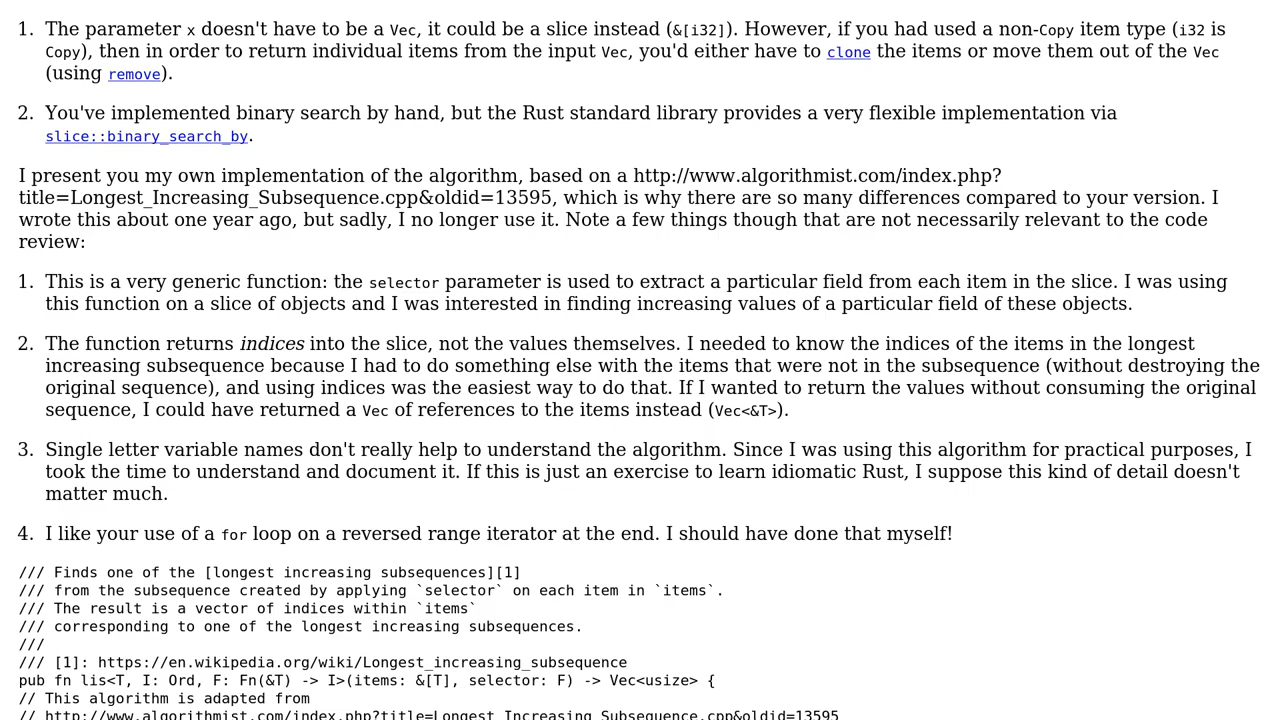 1. The parameter x doesn't have to be a Vec, it could be a slice instead (&[i32]). However, if you had used a non-Copy item type (i32 is
Copy), then in order to return individual items from the input Vec, you'd either have to clone the items or move them out of the Vec
(using remove).
2. You've implemented binary search by hand, but the Rust standard library provides a very flexible implementation via
slice::binary_search_by.
I present you my own implementation of the algorithm, based on a http://www.algorithmist.com/index.php?
title=Longest_Increasing_Subsequence.cpp&oldid=13595, which is why there are so many differences compared to your version. I
wrote this about one year ago, but sadly, I no longer use it. Note a few things though that are not necessarily relevant to the code
review:
1. This is a very generic function: the selector parameter is used to extract a particular field from each item in the slice. I was using
this function on a slice of objects and I was interested in finding increasing values of a particular field of these objects.
2. The function returns indices into the slice, not the values themselves. I needed to know the indices of the items in the longest
increasing subsequence because I had to do something else with the items that were not in the subsequence (without destroying the
original sequence), and using indices was the easiest way to do that. If I wanted to return the values without consuming the original
sequence, I could have returned a Vec of references to the items instead (Vec<&T>).
3. Single letter variable names don't really help to understand the algorithm. Since I was using this algorithm for practical purposes, I
took the time to understand and document it. If this is just an exercise to learn idiomatic Rust, I suppose this kind of detail doesn't
matter much.
4. I like your use of a for loop on a reversed range iterator at the end. I should have done that myself!
/// Finds one of the [longest increasing subsequences][1]
/// from the subsequence created by applying `selector` on each item in `items`.
/// The result is a vector of indices within `items`
/// corresponding to one of the longest increasing subsequences.
///
/// [1]: https://en.wikipedia.org/wiki/Longest_increasing_subsequence
pub fn lis<T, I: Ord, F: Fn(&T) -> I>(items: &[T], selector: F) -> Vec<usize> {
// This algorithm is adapted from
// http://www.algorithmist.com/index.php?title=Longest_Increasing_Subsequence.cpp&oldid=13595